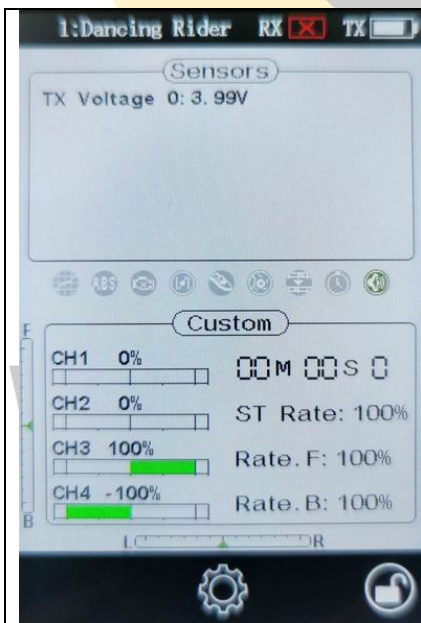 1:Dancing Rider RX TX
Sensors
TX Voltage 0: 3.99V
ABS
Custom
CH1 0%
00M 00S 0
CH2 0%
ST Rate: 100%
CH3 100%
Rate.F: 100%
CH4 -100%
Rate.B: 100%
F
B
L R